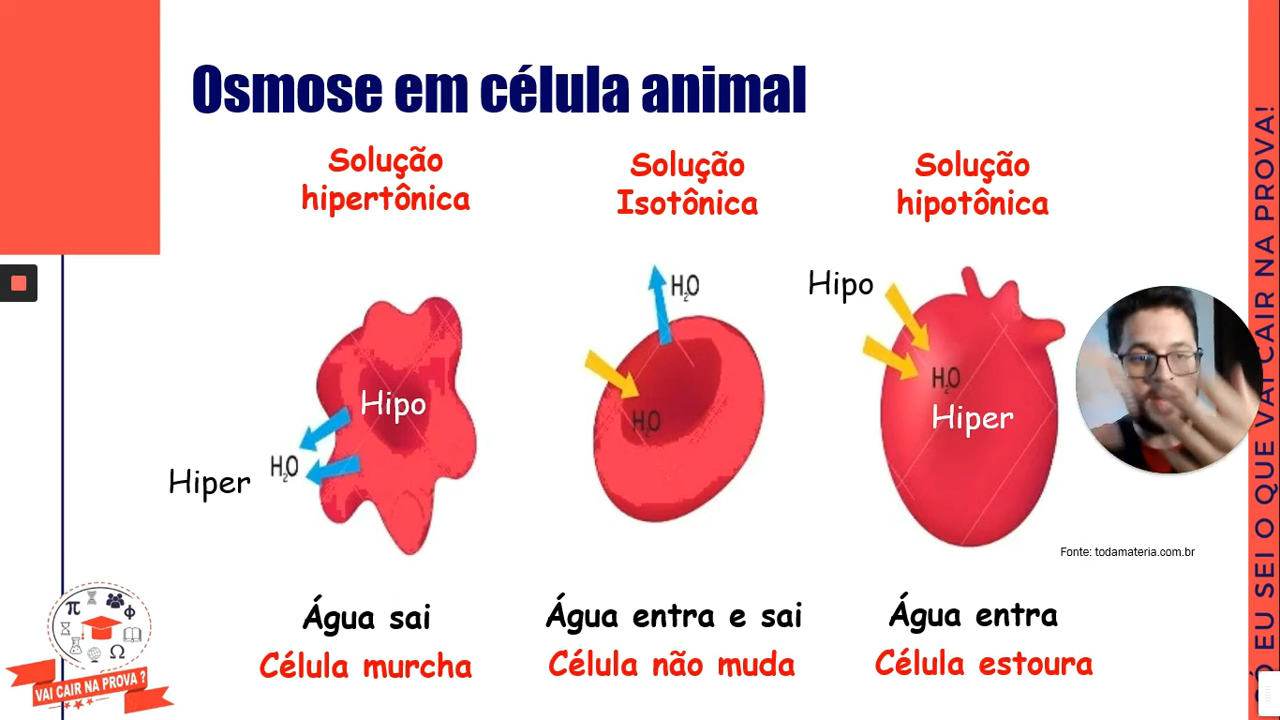 Osmose em célula animal
Solução
hipertônica
Solução
Isotônica
Solução
hipotônica
Hipo
H2O
Hiper
H2O
H2O
Hipo
H2O
Hiper
Fonte: todamateria.com.br
Água sai
Célula murcha
Água entra e sai
Célula não muda
Água entra
Célula estoura
VAI CAIR NA PROVA ?
EU SEI O QUE VAI CAIR NA PROVA!